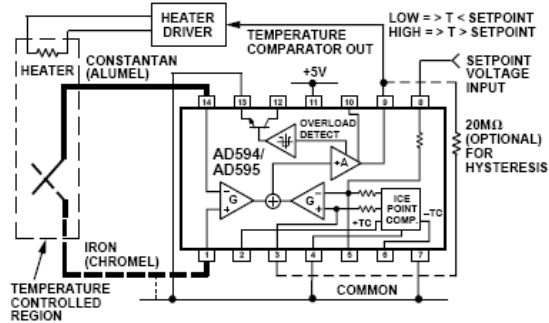 HEATER
DRIVER
LOW = > T < SETPOINT
HIGH = > T > SETPOINT
TEMPERATURE
COMPARATOR OUT
HEATER
CONSTANTAN
(ALUMEL)
+5V
SETPOINT
VOLTAGE
INPUT
14 13 12 11 10 9 8
OVERLOAD
DETECT
20MΩ
(OPTIONAL)
FOR
HYSTERESIS
AD594/
AD595
+A
G
G
ICE
POINT
COMP.
+TC
–TC
IRON
(CHROMEL)
1 2 3 4 5 6 7
COMMON
TEMPERATURE
CONTROLLED
REGION